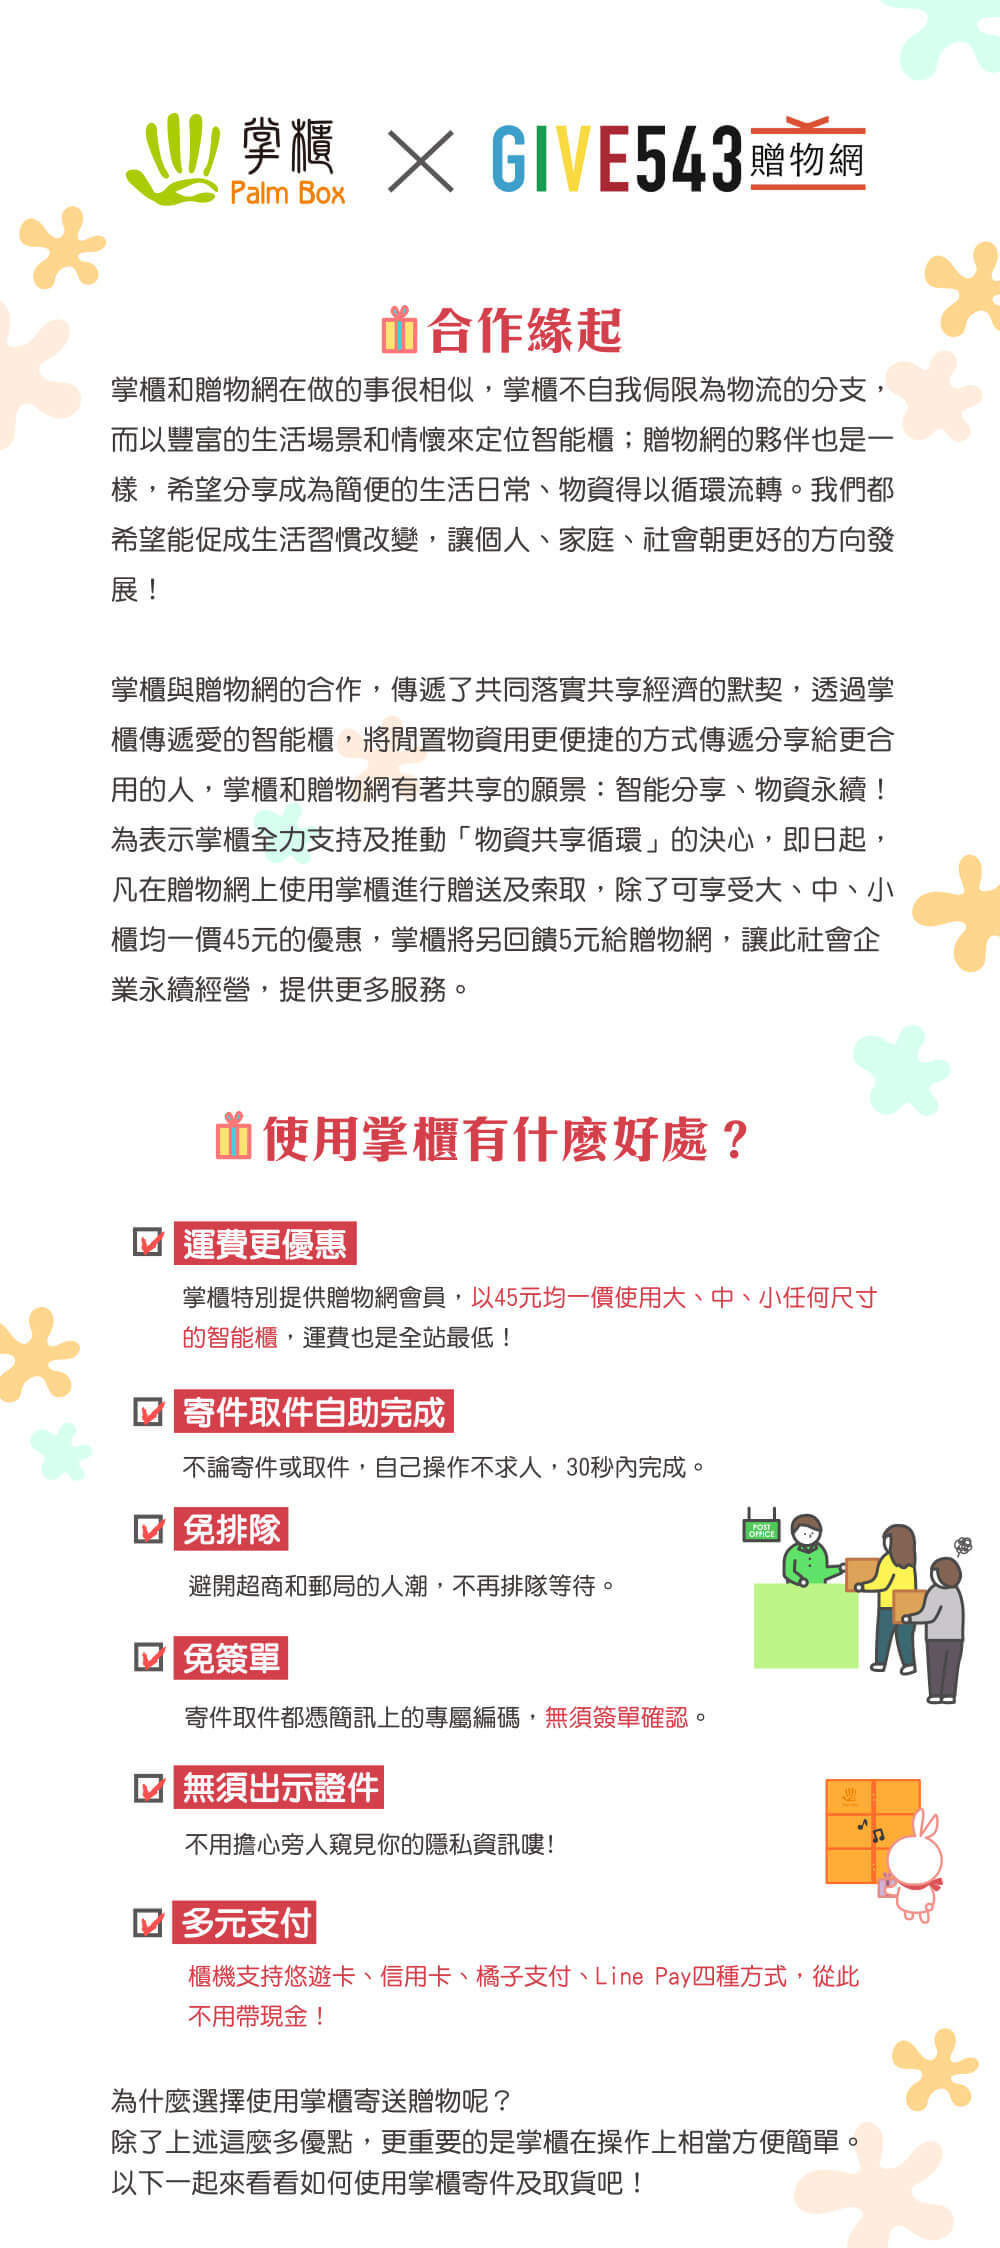 掌櫃
Palm Box
GIVE543
贈物網
合作緣起
掌櫃和贈物網在做的事很相似，掌櫃不自我侷限為物流的分支，
而以豐富的生活場景和情懷來定位智能櫃；贈物網的夥伴也是一
樣，希望分享成為簡便的生活日常、物資得以循環流轉。我們都
希望能促成生活習慣改變，讓個人、家庭、社會朝更好的方向發
展！
掌櫃與贈物網的合作，傳遞了共同落實共享經濟的默契，透過掌
櫃傳遞愛的智能櫃，將閒置物資用更便捷的方式傳遞分享給更合
用的人，掌櫃和贈物網有著共享的願景：智能分享、物資永續！
為表示掌櫃全力支持及推動「物資共享循環」的決心，即日起，
凡在贈物網上使用掌櫃進行贈送及索取，除了可享受大、中、小
櫃均一價45元的優惠，掌櫃將另回饋5元給贈物網，讓此社會企
業永續經營，提供更多服務。
使用掌櫃有什麼好處？
運費更優惠
掌櫃特別提供贈物網會員，以45元均一價使用大、中、小任何尺寸
的智能櫃，運費也是全站最低！
寄件取件自助完成
不論寄件或取件，自己操作不求人，30秒內完成。
免排隊
避開超商和郵局的人潮，不再排隊等待。
POST
OFFICE
免簽單
寄件取件都憑簡訊上的專屬編碼，無須簽單確認。
無須出示證件
不用擔心旁人窺見你的隱私資訊嘍!
多元支付
櫃機支持悠遊卡、信用卡、橘子支付、Line Pay四種方式，從此
不用帶現金！
為什麼選擇使用掌櫃寄送贈物呢？
除了上述這麼多優點，更重要的是掌櫃在操作上相當方便簡單。
以下一起來看看如何使用掌櫃寄件及取貨吧！